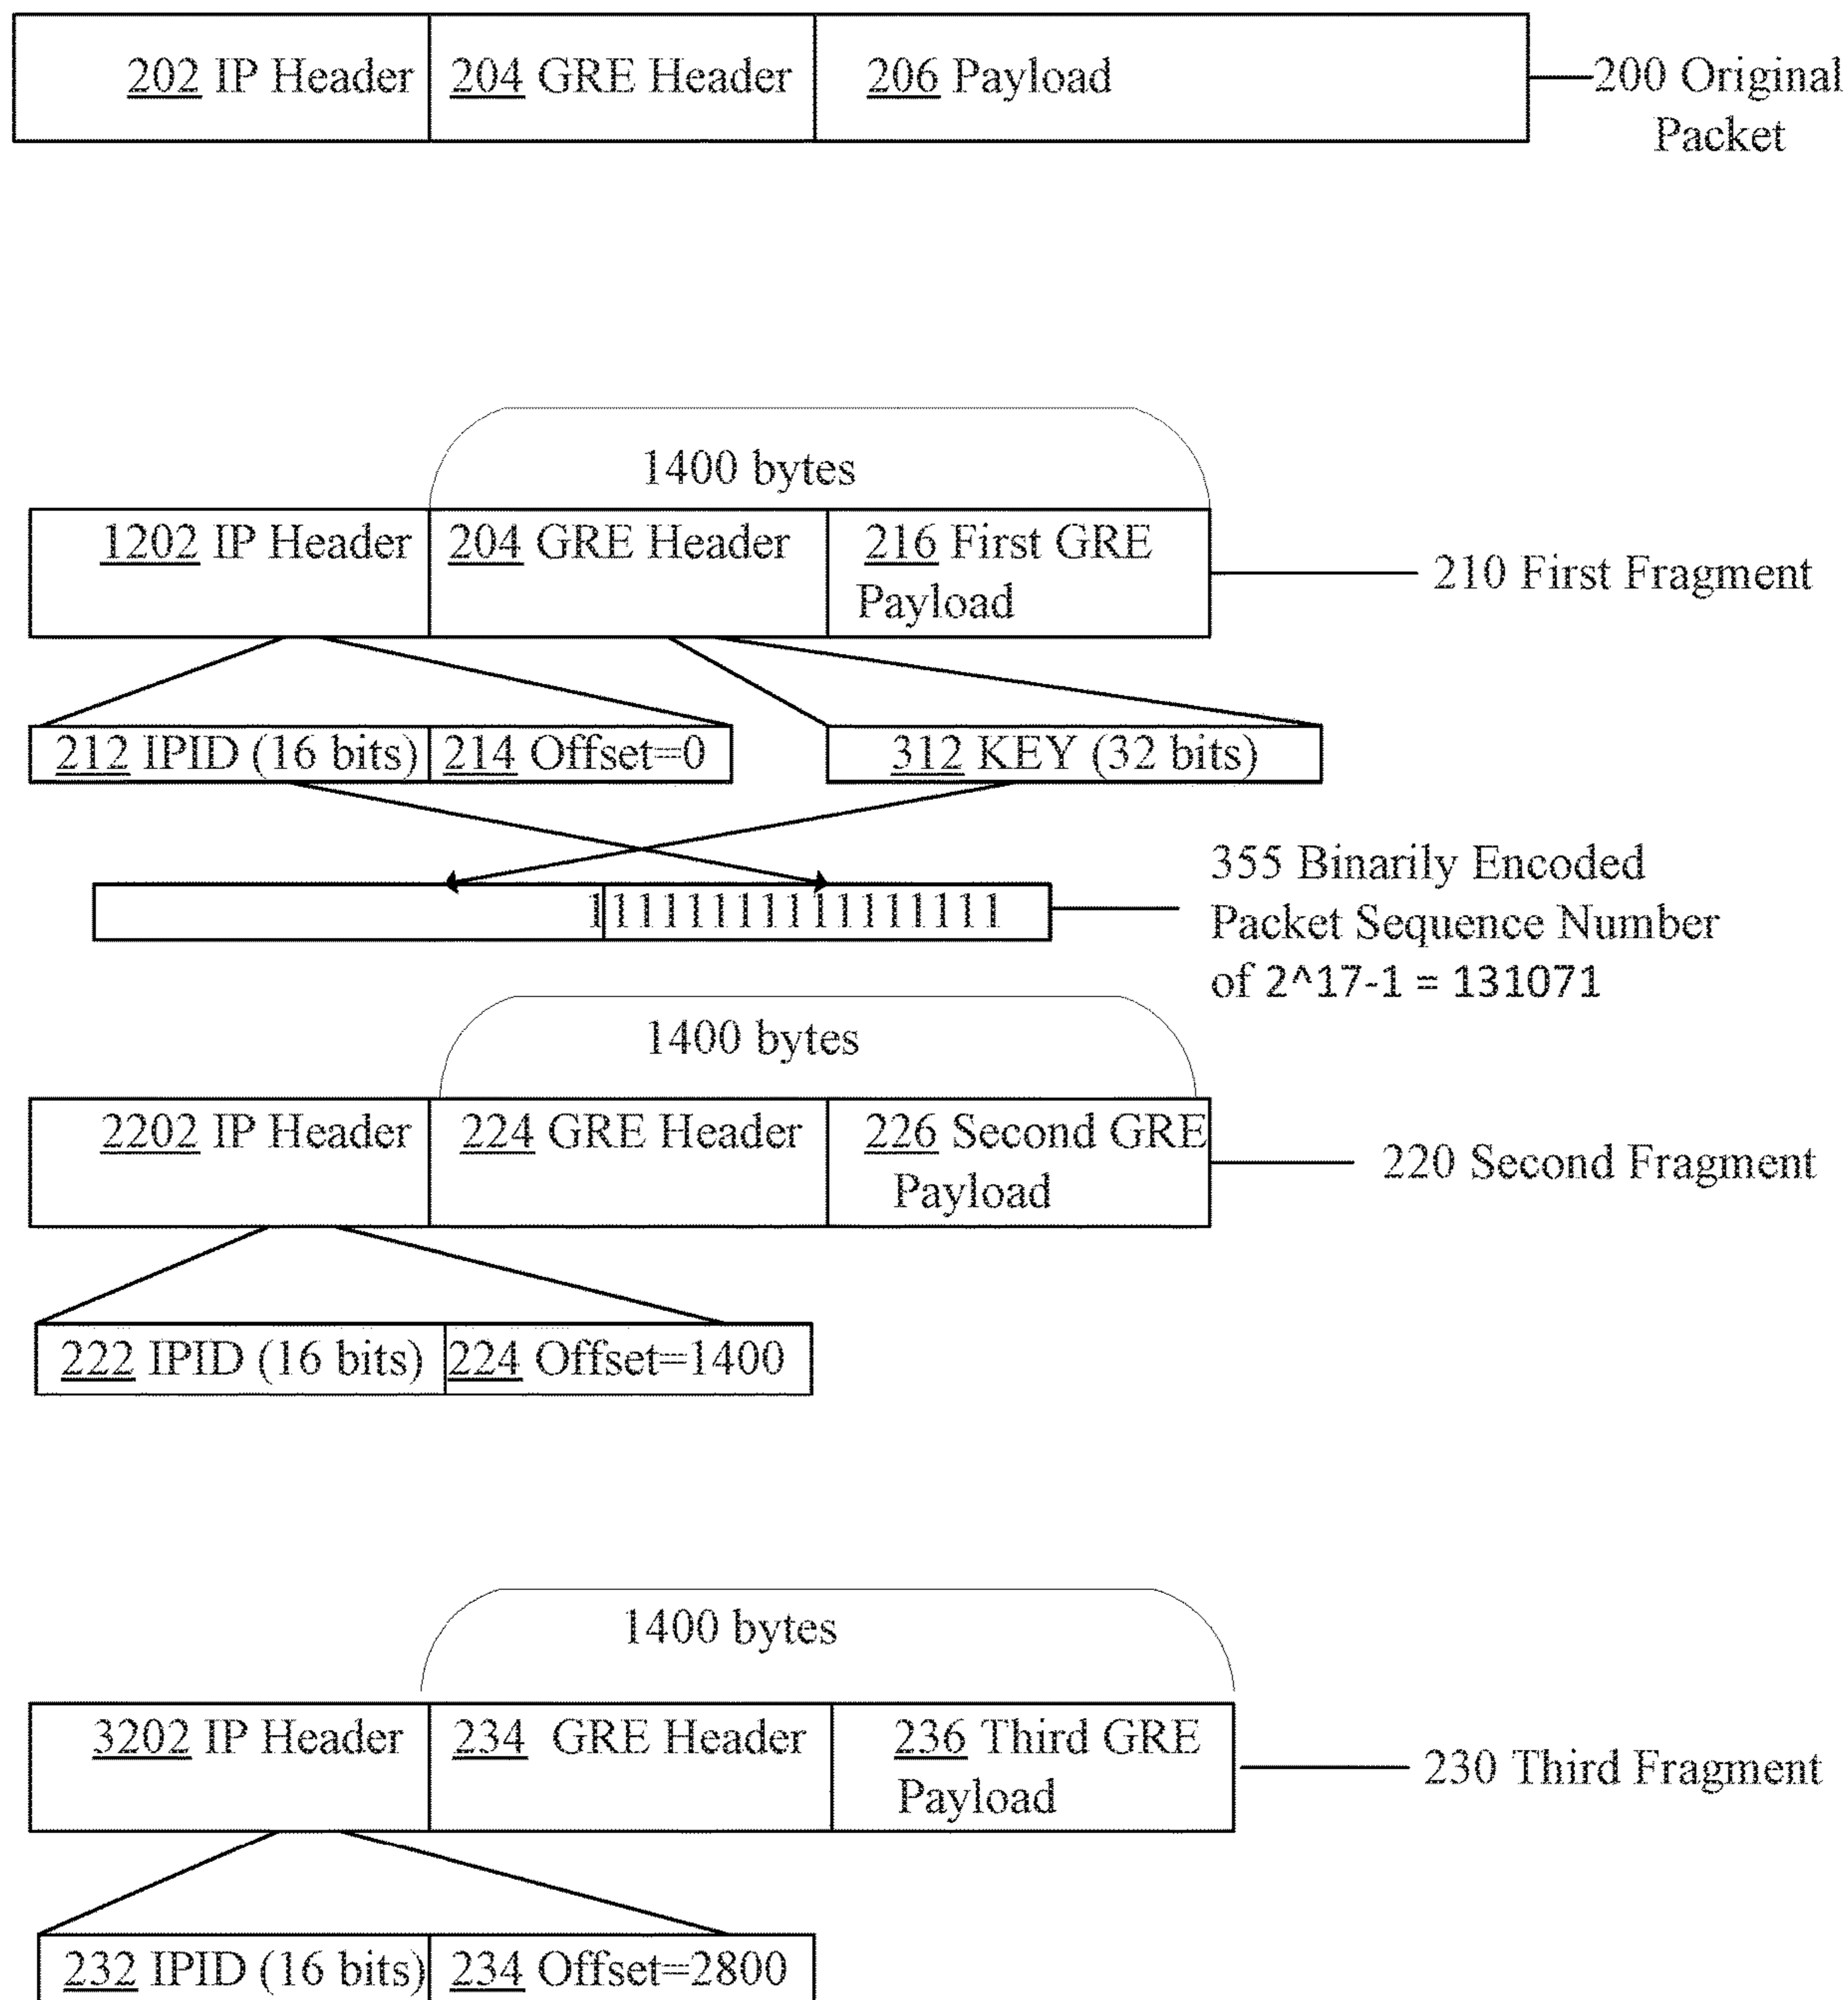 202 IP Header 204 GRE Header 206 Payload 200 Original
Packet
1400 bytes
1202 IP Header 204 GRE Header 216 First GRE
Payload
210 First Fragment
212 IPID (16 bits) 214 Offset=0 312 KEY (32 bits)
355 Binarily Encoded
11111111111111111
Packet Sequence Number
of 2^17-1 = 131071
1400 bytes
2202 IP Header 224 GRE Header 226 Second GRE
Payload
220 Second Fragment
222 IPID (16 bits) 224 Offset=1400
1400 bytes
3202 IP Header 234 GRE Header 236 Third GRE
Payload
230 Third Fragment
232 IPID (16 bits) 234 Offset=2800